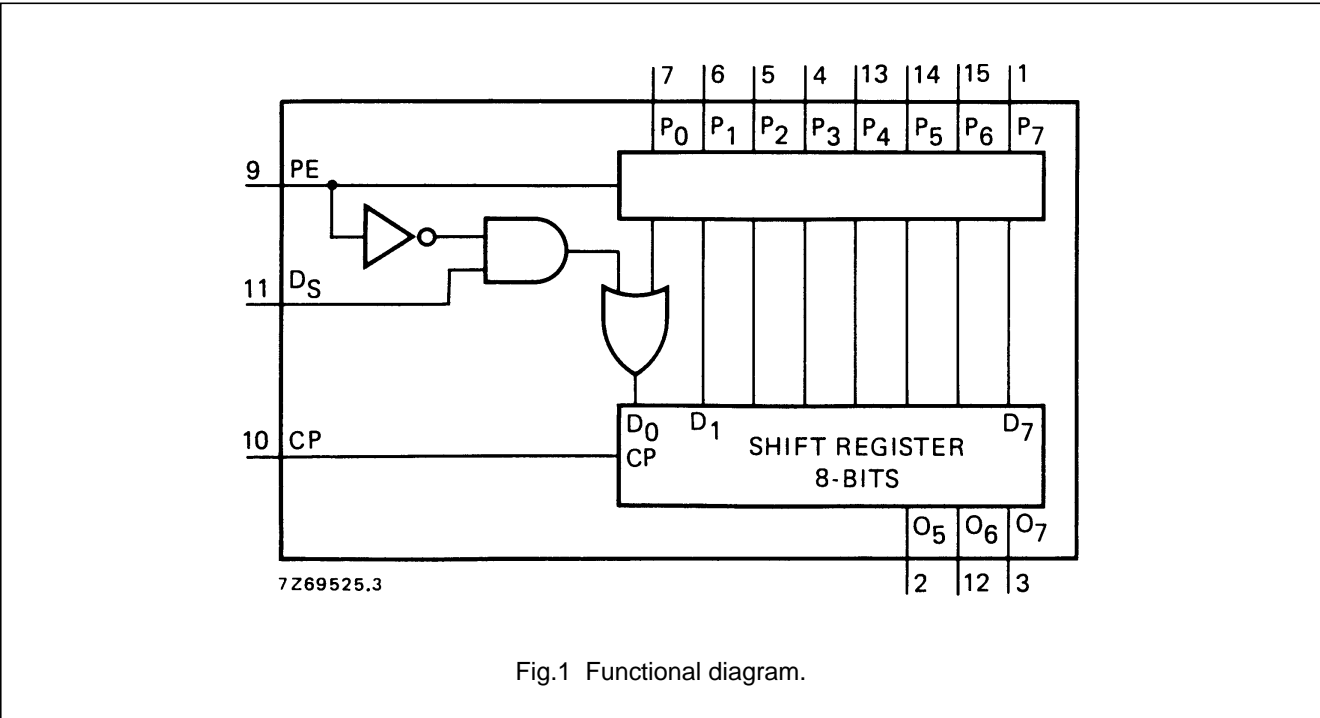 7 6 5 4 13 14 15 1
P0 P1 P2 P3 P4 P5 P6 P7
9 PE
11 DS
D0 D1 D7
10 CP CP SHIFT REGISTER
8-BITS
O5 O6 O7
7Z69525.3 2 12 3
Fig.1 Functional diagram.